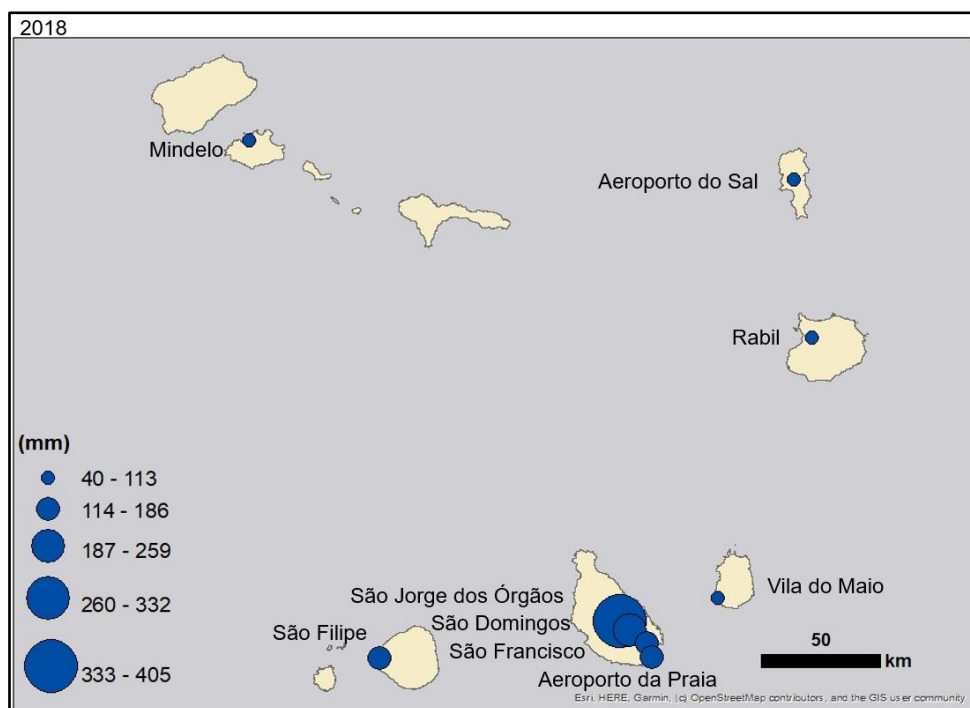 2018
Mindelo
Aeroporto do Sal
Rabil
(mm)
40 - 113
114 - 186
187 - 259
260 - 332
333 - 405
São Jorge dos Órgãos
São Domingos
São Filipe
São Francisco
Aeroporto da Praia
Vila do Maio
50
km
Esri, HERE, Garmin, (c) OpenStreetMap contributors, and the GIS user community